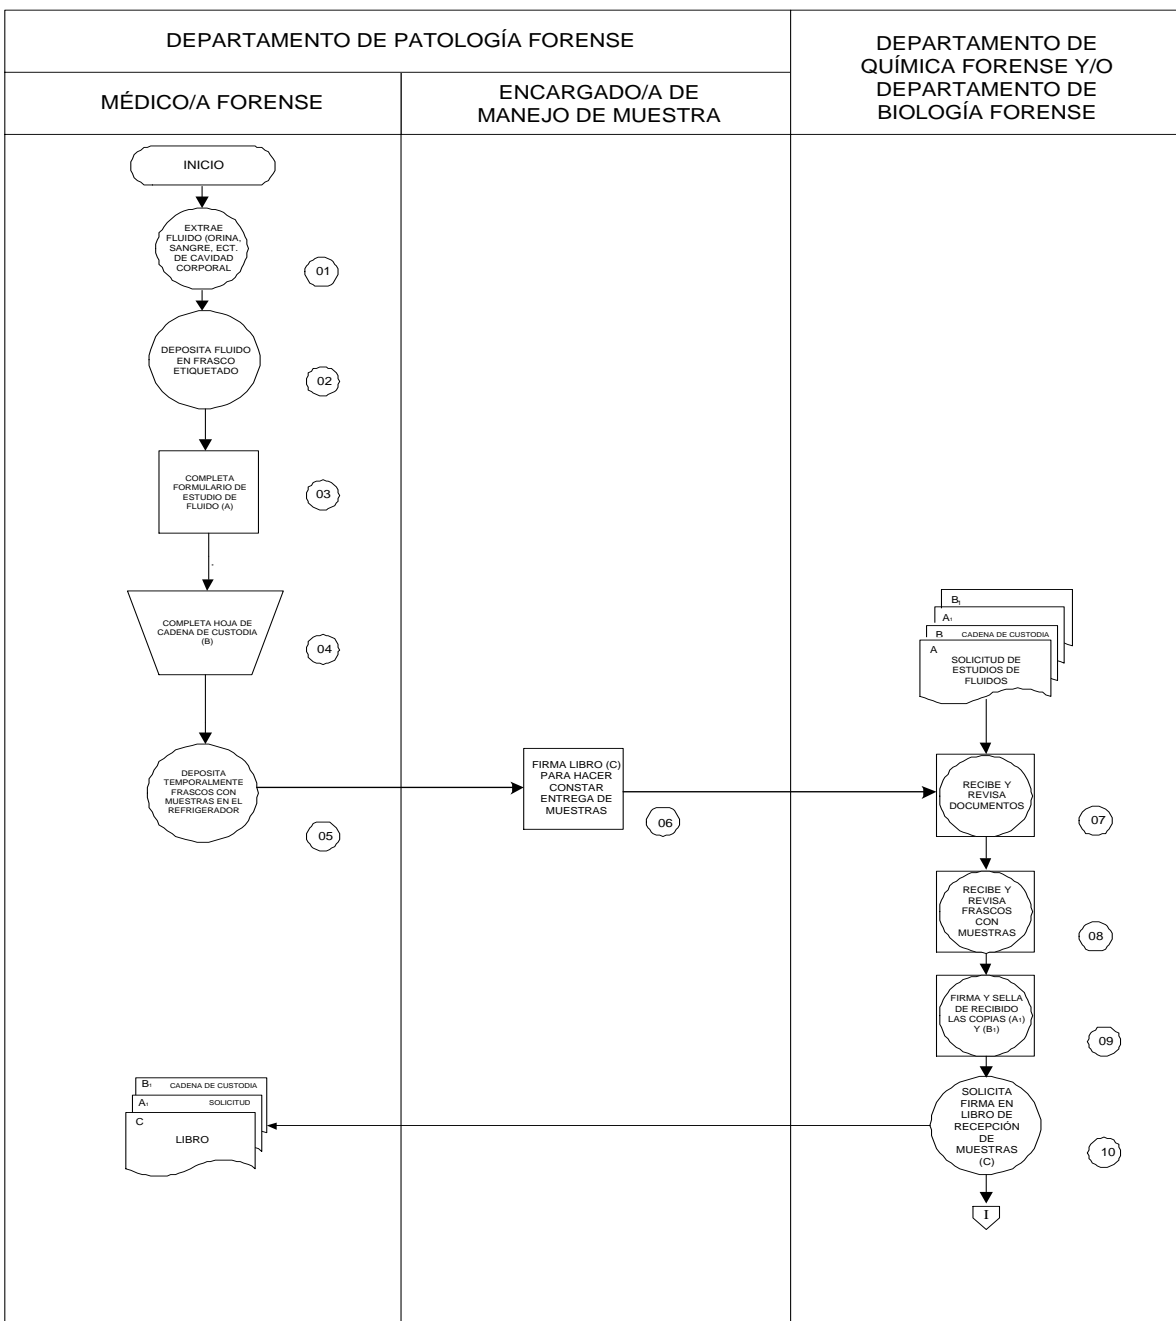 DEPARTAMENTO DE PATOLOGÍA FORENSE
DEPARTAMENTO DE
QUÍMICA FORENSE Y/O
DEPARTAMENTO DE
BIOLOGÍA FORENSE
MÉDICO/A FORENSE
ENCARGADO/A DE
MANEJO DE MUESTRA
INICIO
EXTRAE
FLUIDO (ORINA,
SANGRE, ECT.
DE CAVIDAD
CORPORAL
01
DEPOSITA FLUIDO
EN FRASCO
ETIQUETADO
02
COMPLETA
FORMULARIO DE
ESTUDIO DE
FLUIDO (A)
03
COMPLETA HOJA DE
CADENA DE CUSTODIA
(B)
04
DEPOSITA
TEMPORALMENTE
FRASCOS CON
MUESTRAS EN EL
REFRIGERADOR
05
FIRMA LIBRO (C)
PARA HACER
CONSTAR
ENTREGA DE
MUESTRAS
06
B1
A1
B CADENA DE CUSTODIA
A
SOLICITUD DE
ESTUDIOS DE
FLUIDOS
RECIBE Y
REVISA
DOCUMENTOS
07
RECIBE Y
REVISA
FRASCOS
CON
MUESTRAS
08
FIRMA Y SELLA
DE RECIBIDO
LAS COPIAS (A1)
Y (B1)
09
SOLICITA
FIRMA EN
LIBRO DE
RECEPCIÓN
DE
MUESTRAS
(C)
10
I
B1 CADENA DE CUSTODIA
A1 SOLICITUD
C
LIBRO